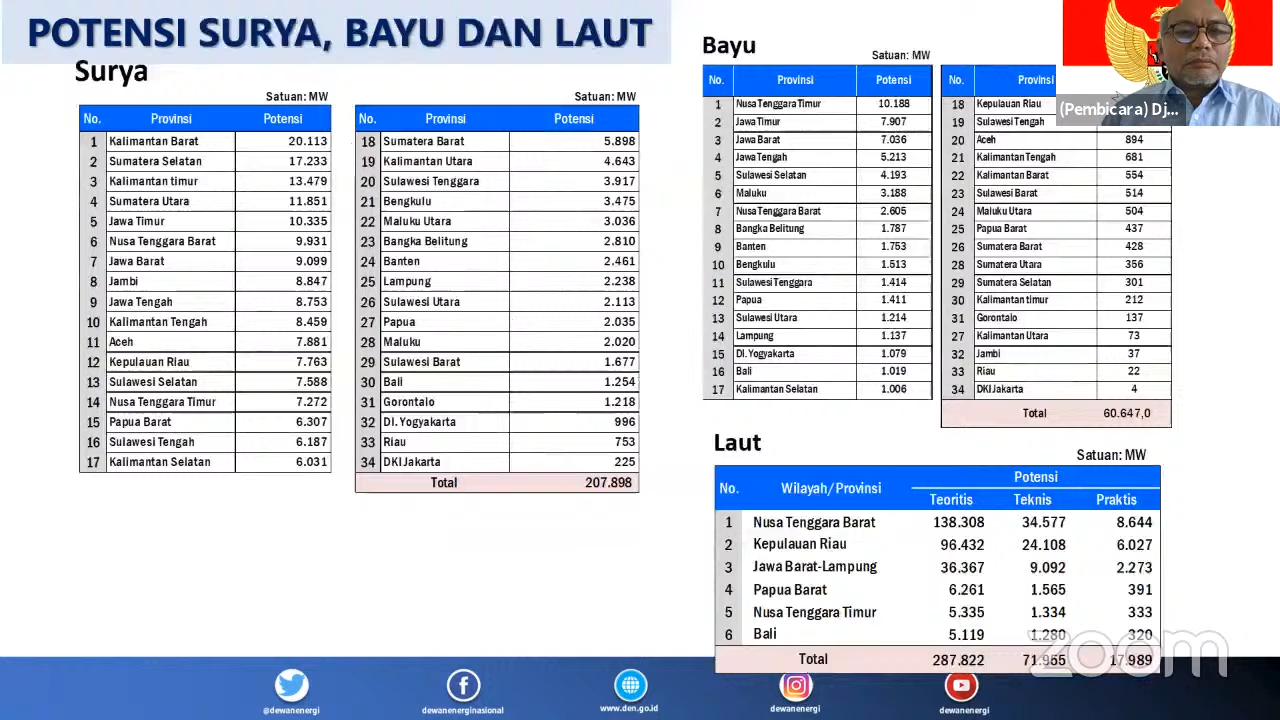 POTENSI SURYA, BAYU DAN LAUT
Surya
Satuan: MW
No. Provinsi Potensi
1 Kalimantan Barat 20.113
2 Sumatera Selatan 17.233
3 Kalimantan timur 13.479
4 Sumatera Utara 11.851
5 Jawa Timur 10.335
6 Nusa Tenggara Barat 9.931
7 Jawa Barat 9.099
8 Jambi 8.847
9 Jawa Tengah 8.753
10 Kalimantan Tengah 8.459
11 Aceh 7.881
12 Kepulauan Riau 7.763
13 Sulawesi Selatan 7.588
14 Nusa Tenggara Timur 7.272
15 Papua Barat 6.307
16 Sulawesi Tengah 6.187
17 Kalimantan Selatan 6.031
Satuan: MW
No. Provinsi Potensi
18 Sumatera Barat 5.898
19 Kalimantan Utara 4.643
20 Sulawesi Tenggara 3.917
21 Bengkulu 3.475
22 Maluku Utara 3.036
23 Bangka Belitung 2.810
24 Banten 2.461
25 Lampung 2.238
26 Sulawesi Utara 2.113
27 Papua 2.035
28 Maluku 2.020
29 Sulawesi Barat 1.677
30 Bali 1.254
31 Gorontalo 1.218
32 DI. Yogyakarta 996
33 Riau 753
34 DKI Jakarta 225
Total 207.898
Bayu
Satuan: MW
No. Provinsi Potensi
1 Nusa Tenggara Timur 10.188
2 Jawa Timur 7.907
3 Jawa Barat 7.036
4 Jawa Tengah 5.213
5 Sulawesi Selatan 4.193
6 Maluku 3.188
7 Nusa Tenggara Barat 2.605
8 Bangka Belitung 1.787
9 Banten 1.753
10 Bengkulu 1.513
11 Sulawesi Tenggara 1.414
12 Papua 1.411
13 Sulawesi Utara 1.214
14 Lampung 1.137
15 DI. Yogyakarta 1.079
16 Bali 1.019
17 Kalimantan Selatan 1.006
No. Provinsi
18 Kepulauan Riau
19 Sulawesi Tengah
20 Aceh 894
21 Kalimantan Tengah 681
22 Kalimantan Barat 554
23 Sulawesi Barat 514
24 Maluku Utara 504
25 Papua Barat 437
26 Sumatera Barat 428
28 Sumatera Utara 356
29 Sumatera Selatan 301
30 Kalimantan timur 212
31 Gorontalo 137
27 Kalimantan Utara 73
32 Jambi 37
33 Riau 22
34 DKI Jakarta 4
Total 60.647,0
(Pembicara) Dj...
Laut
Satuan: MW
No. Wilayah/Provinsi Potensi
Teoritis Teknis Praktis
1 Nusa Tenggara Barat 138.308 34.577 8.644
2 Kepulauan Riau 96.432 24.108 6.027
3 Jawa Barat-Lampung 36.367 9.092 2.273
4 Papua Barat 6.261 1.565 391
5 Nusa Tenggara Timur 5.335 1.334 333
6 Bali 5.119 1.280 320
Total 287.822 71.955 17.989
zoom
@dewanenergi
dewanenerginasional
www.den.go.id
dewanenergi
dewanenergi